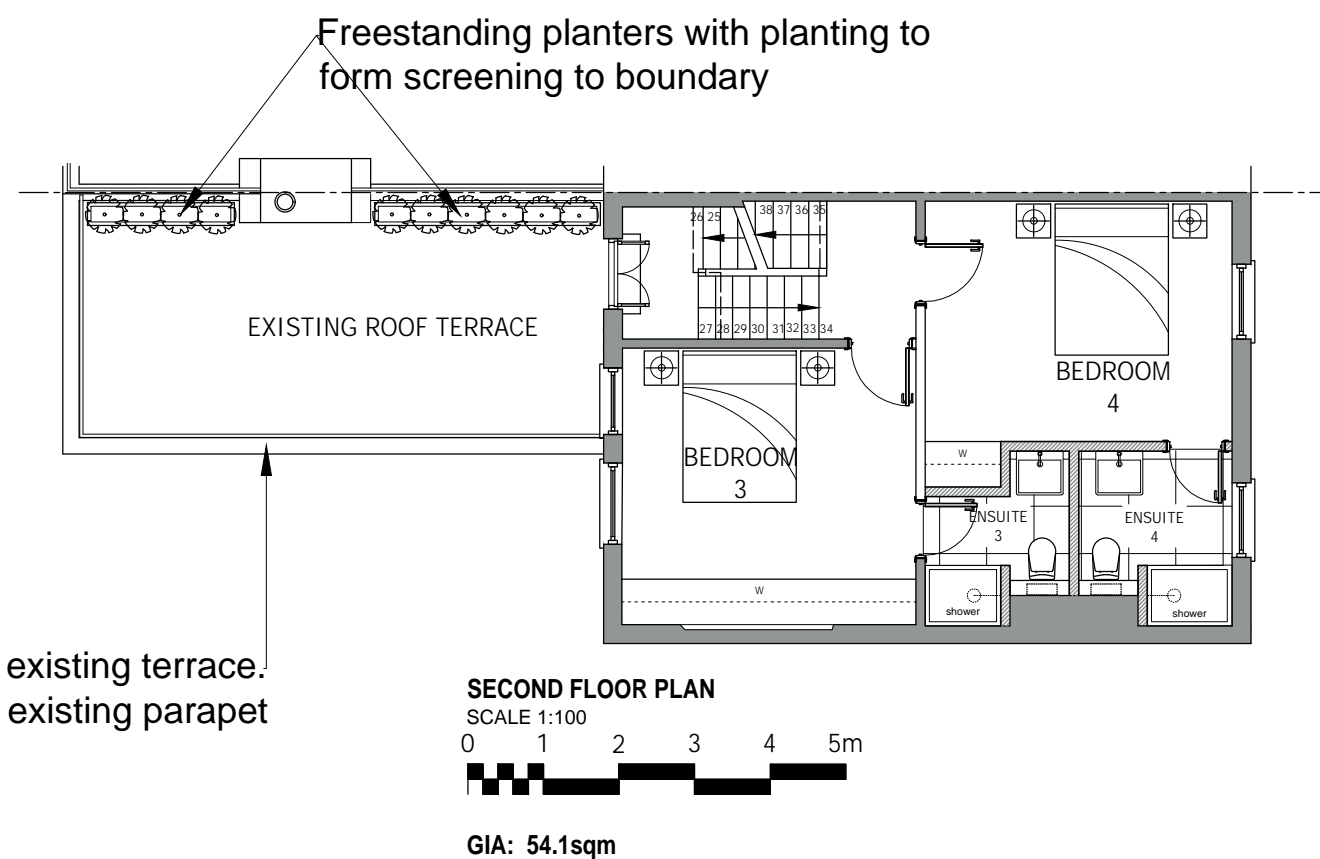 Freestanding planters with planting to
form screening to boundary
26 25
38 37 36 35
EXISTING ROOF TERRACE
27 28 29 30 31 32 33 34
BEDROOM
4
BEDROOM
3
W
ENSUITE
3
ENSUITE
4
W
shower
shower
existing terrace.
existing parapet
SECOND FLOOR PLAN
SCALE 1:100
0 1 2 3 4 5m
GIA: 54.1sqm